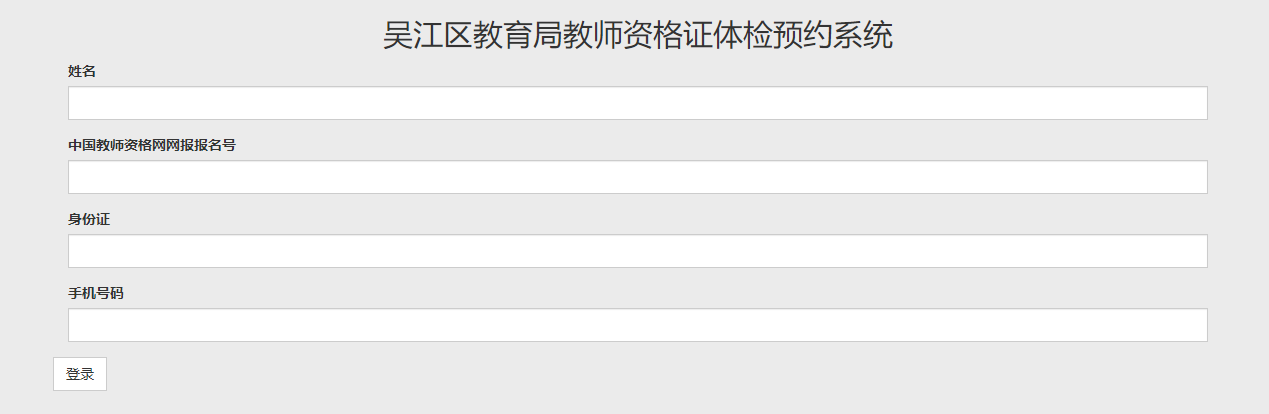 吴江区教育局教师资格证体检预约系统
姓名
中国教师资格网网报报名号
身份证
手机号码
登录